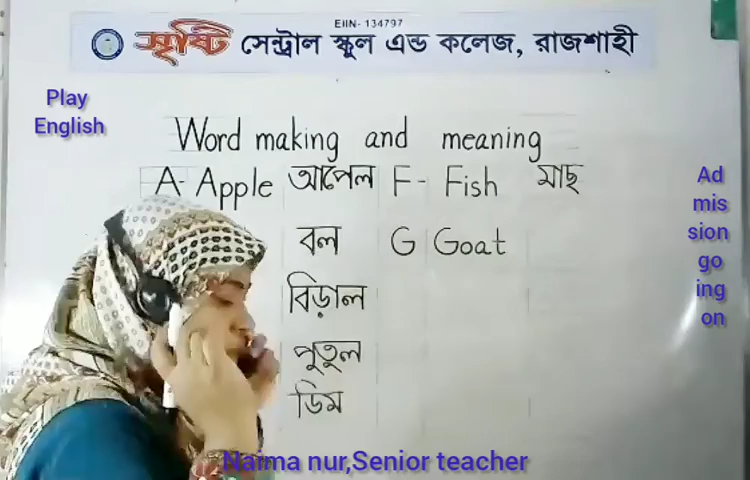 EIIN- 134797
সৃষ্টি সেন্ট্রাল স্কুল এন্ড কলেজ, রাজশাহী
Play
English
Word making and meaning
A- Apple আপেল F- Fish মাছ
বল G Goat
বিড়াল
পুতুল
ডিম
Ad
mis
sion
go
ing
on
Naima nur,Senior teacher